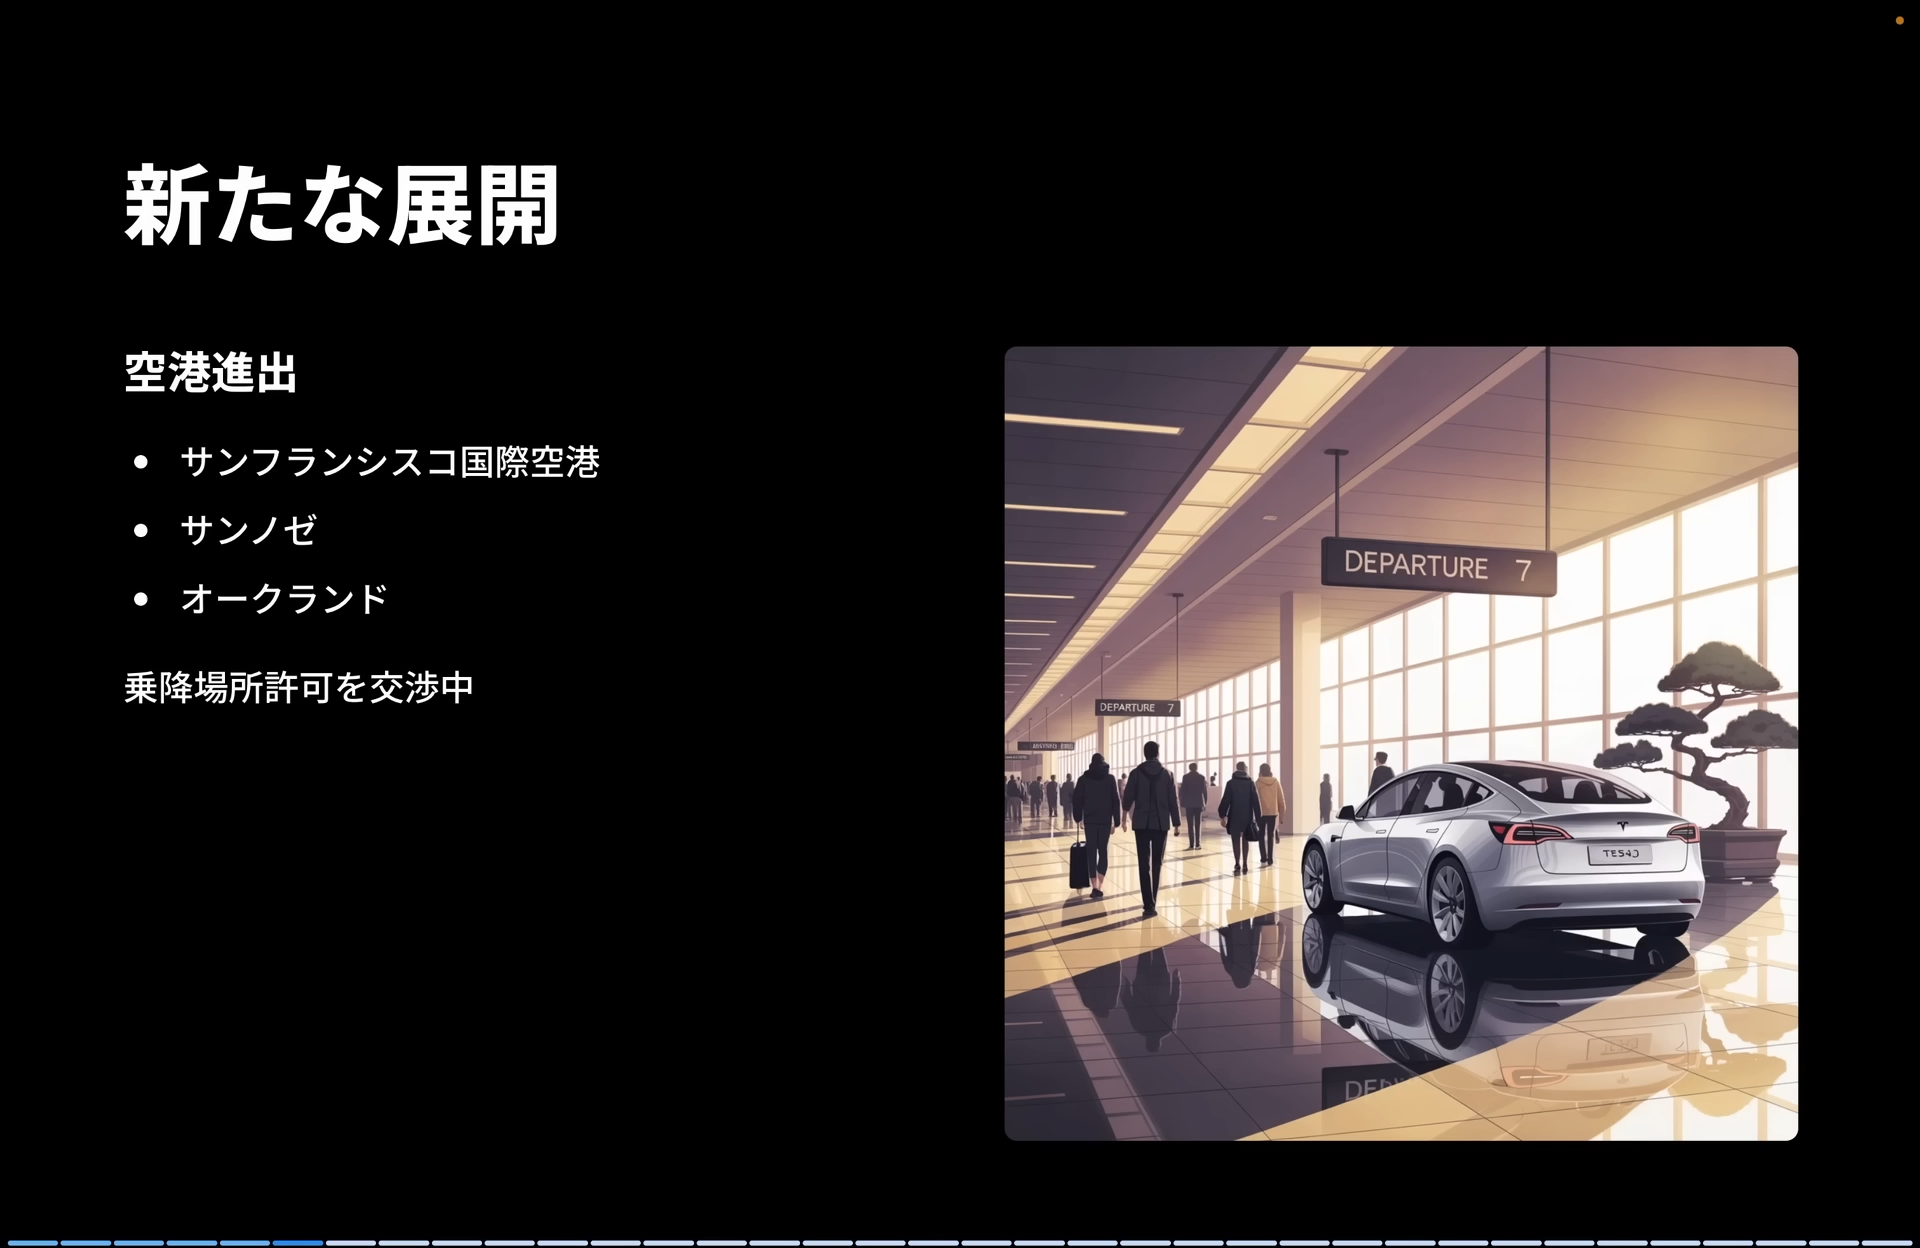 新たな展開
空港進出
サンフランシスコ国際空港
サンノゼ
オークランド
乗降場所許可を交渉中
DEPARTURE 7
DEPARTURE 7